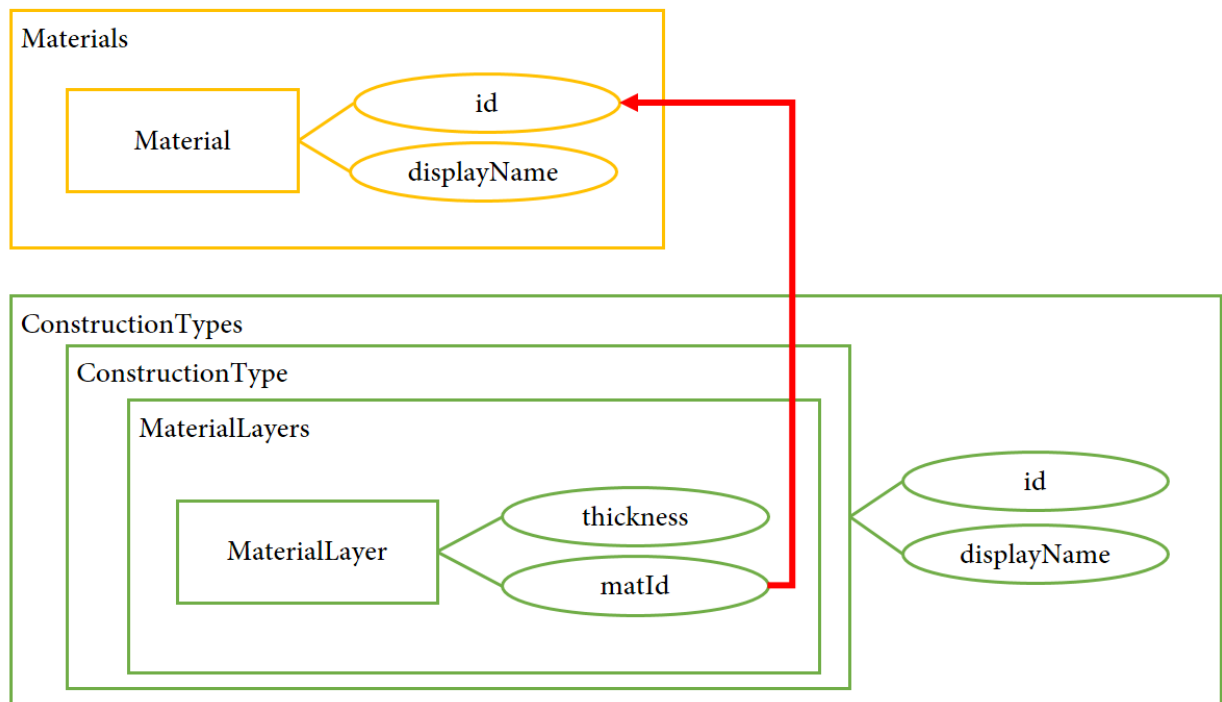 Materials
id
Material
displayName
ConstructionTypes
ConstructionType
MaterialLayers
id
thickness
MaterialLayer
displayName
matId